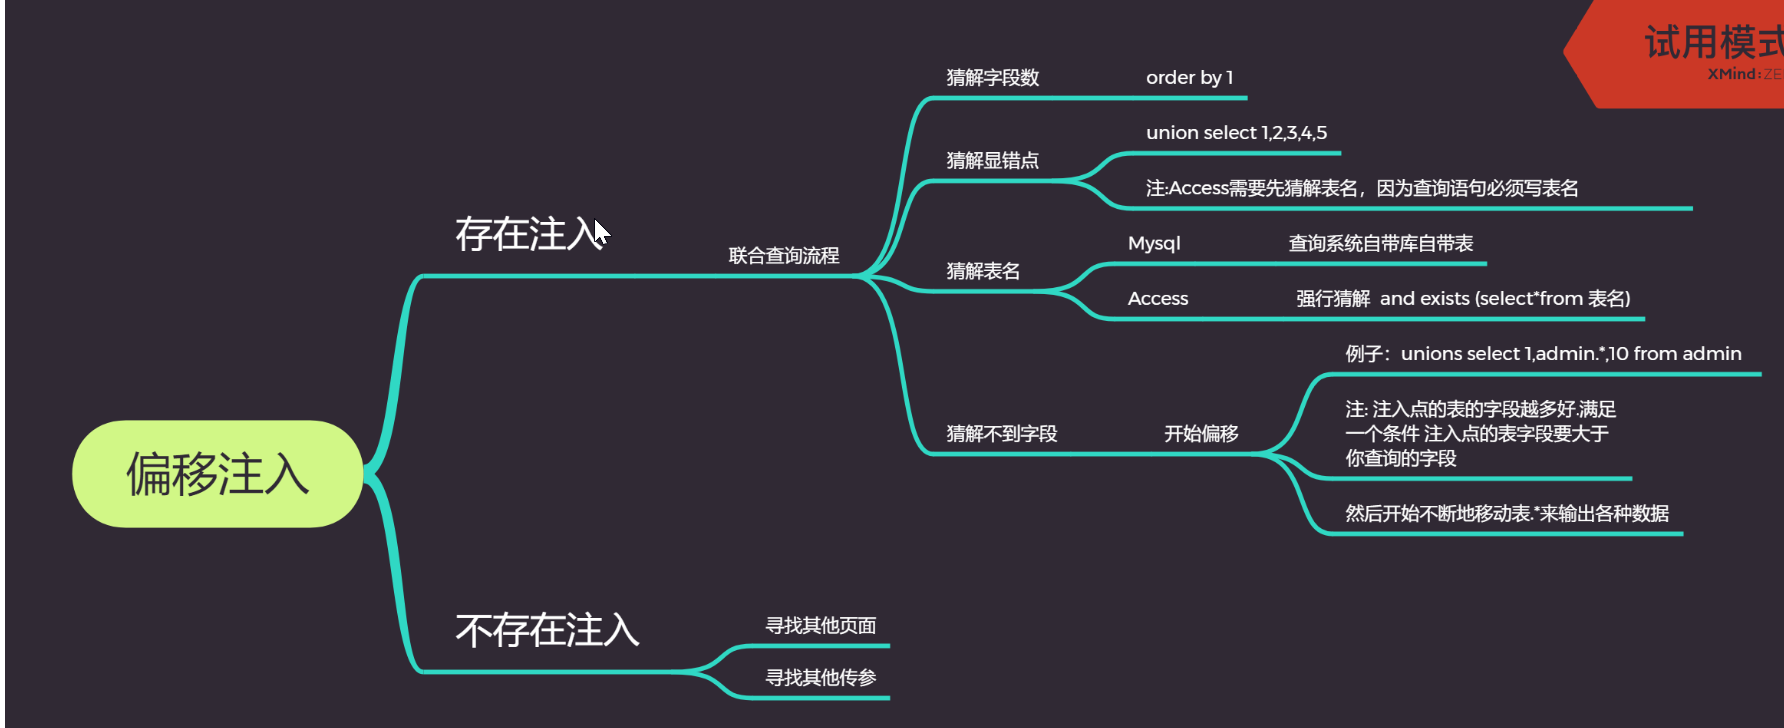 试用模式
XMind:ZE
猜解字段数
order by 1
union select 1,2,3,4,5
猜解显错点
注:Access需要先猜解表名，因为查询语句必须写表名
存在注入
联合查询流程
Mysql
查询系统自带库自带表
猜解表名
Access
强行猜解 and exists (select*from 表名)
例子：unions select 1,admin.*,10 from admin
注: 注入点的表的字段越多好.满足
一个条件 注入点的表字段要大于
你查询的字段
猜解不到字段
开始偏移
然后开始不断地移动表.*来输出各种数据
偏移注入
不存在注入
寻找其他页面
寻找其他传参